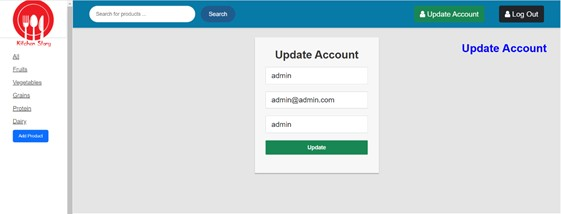 Kitchen Story
Search for products ...
Search
Update Account
Log Out
All
Fruits
Vegetables
Grains
Protein
Dairy
Add Product
Update Account
admin
admin@admin.com
admin
Update
Update Account